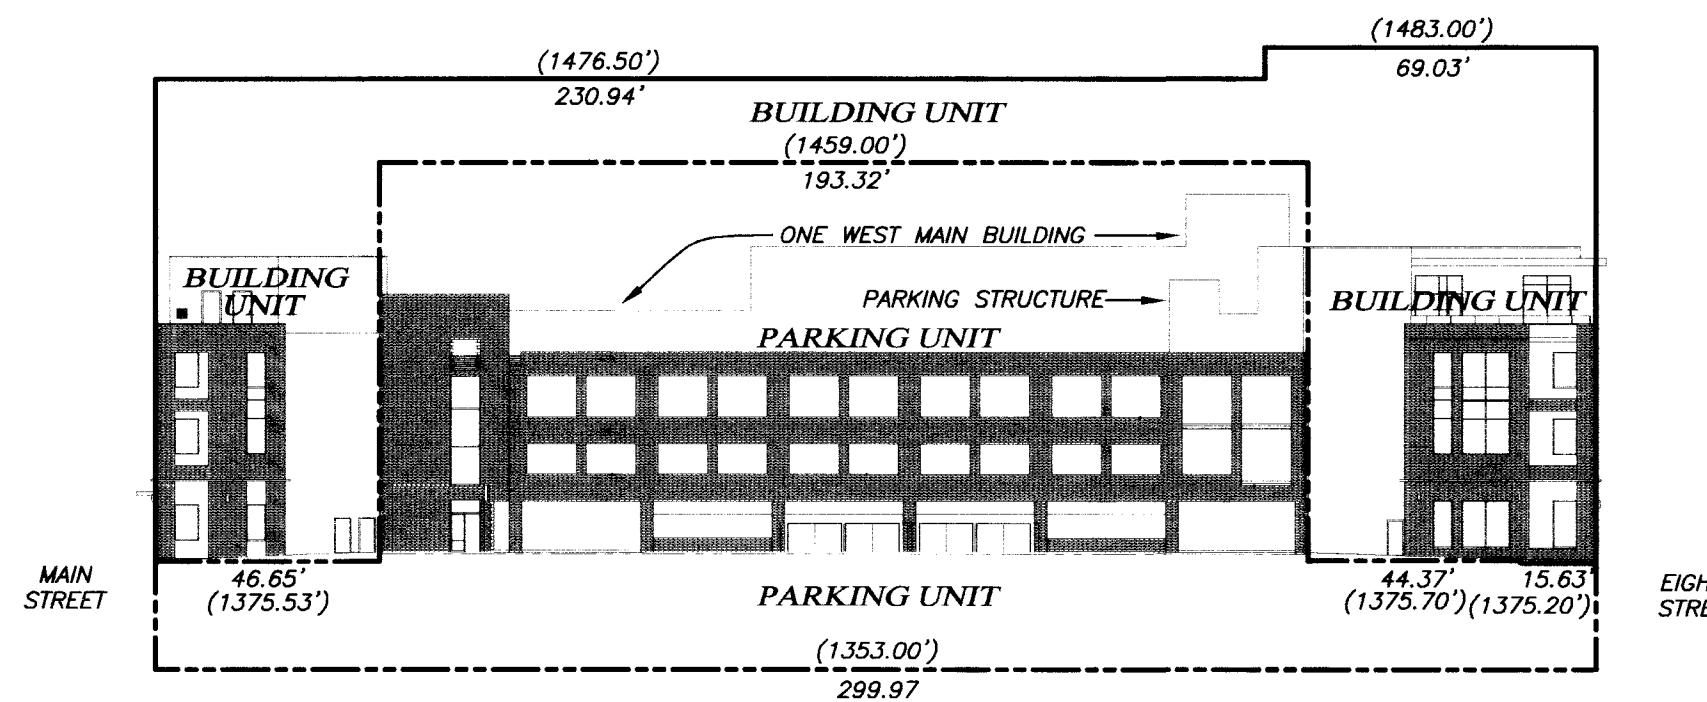 (1483.00')
69.03'
(1476.50')
230.94'
BUILDING UNIT
(1459.00')
193.32'
ONE WEST MAIN BUILDING
BUILDING
UNIT
PARKING STRUCTURE
BUILDING UNIT
PARKING UNIT
MAIN
STREET
46.65'
(1375.53')
PARKING UNIT
44.37'
(1375.70')
15.63'
(1375.20')
EIGH
STRE
(1353.00')
299.97